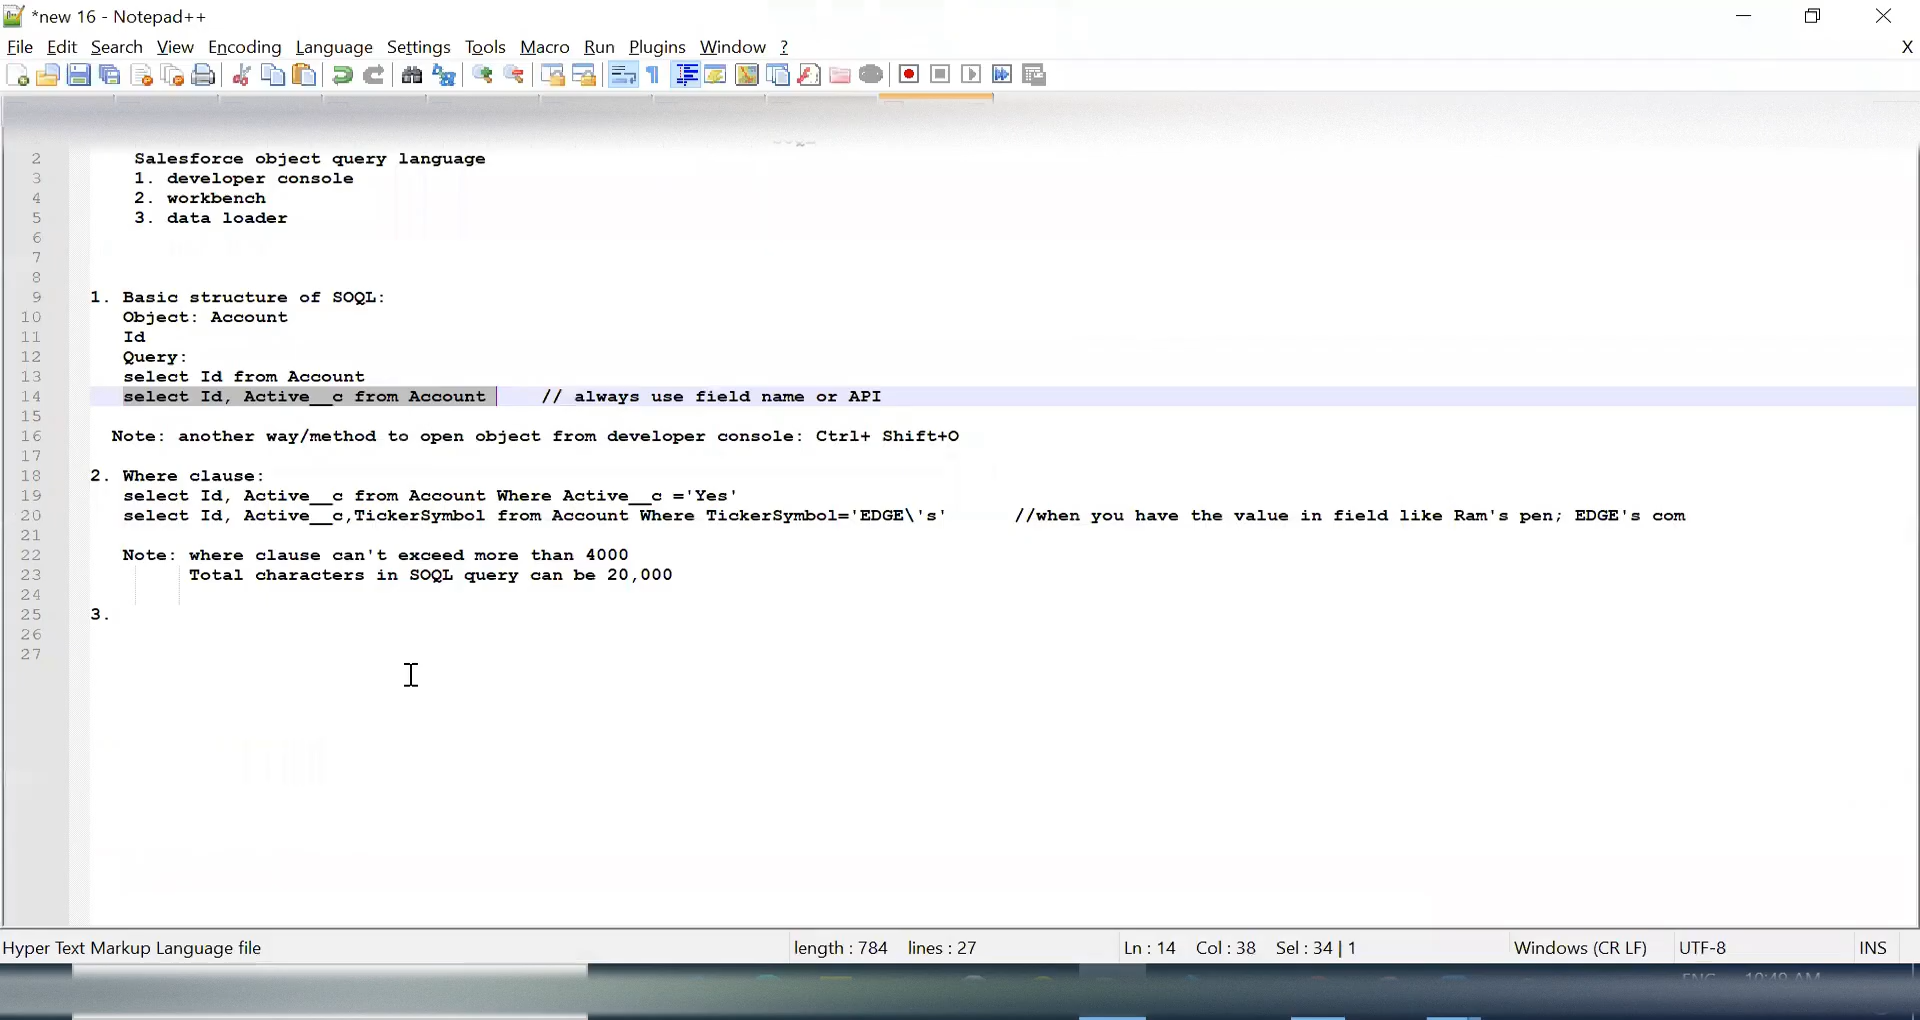 *new 16 - Notepad++
File Edit Search View Encoding Language Settings Tools Macro Run Plugins Window ? X
2 Salesforce object query language
3 1. developer console
4 2. workbench
5 3. data loader
6
7
8
9 1. Basic structure of SOQL:
10 Object: Account
11 Id
12 Query:
13 select Id from Account
14 select Id, Active__c from Account // always use field name or API
15
16 Note: another way/method to open object from developer console: Ctrl+ Shift+O
17
18 2. Where clause:
19 select Id, Active__c from Account Where Active__c ='Yes'
20 select Id, Active__c,TickerSymbol from Account Where TickerSymbol='EDGE\'s' //when you have the value in field like Ram's pen; EDGE's com
21
22 Note: where clause can't exceed more than 4000
23 Total characters in SOQL query can be 20,000
24
25 3.
26
27
Hyper Text Markup Language file length : 784 lines : 27 Ln : 14 Col : 38 Sel : 34 | 1 Windows (CR LF) UTF-8 INS